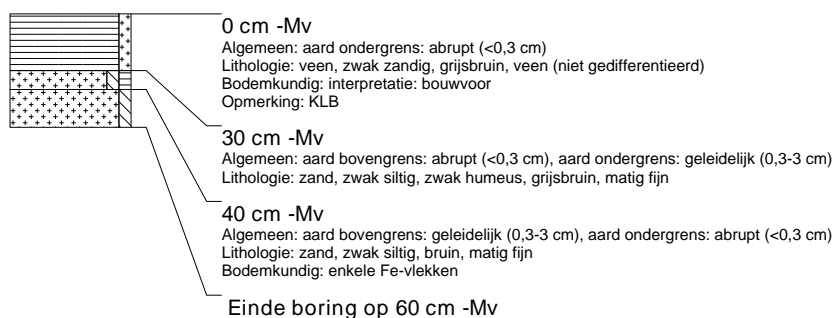 0 cm -Mv
Algemeen: aard ondergrens: abrupt (<0,3 cm)
Lithologie: veen, zwak zandig, grijsbruin, veen (niet gedifferentieerd)
Bodemkundig: interpretatie: bouwvoor
Opmerking: KLB
30 cm -Mv
Algemeen: aard bovengrens: abrupt (<0,3 cm), aard ondergrens: geleidelijk (0,3-3 cm)
Lithologie: zand, zwak siltig, zwak humeus, grijsbruin, matig fijn
40 cm -Mv
Algemeen: aard bovengrens: geleidelijk (0,3-3 cm), aard ondergrens: abrupt (<0,3 cm)
Lithologie: zand, zwak siltig, bruin, matig fijn
Bodemkundig: enkele Fe-vlekken
Einde boring op 60 cm -Mv